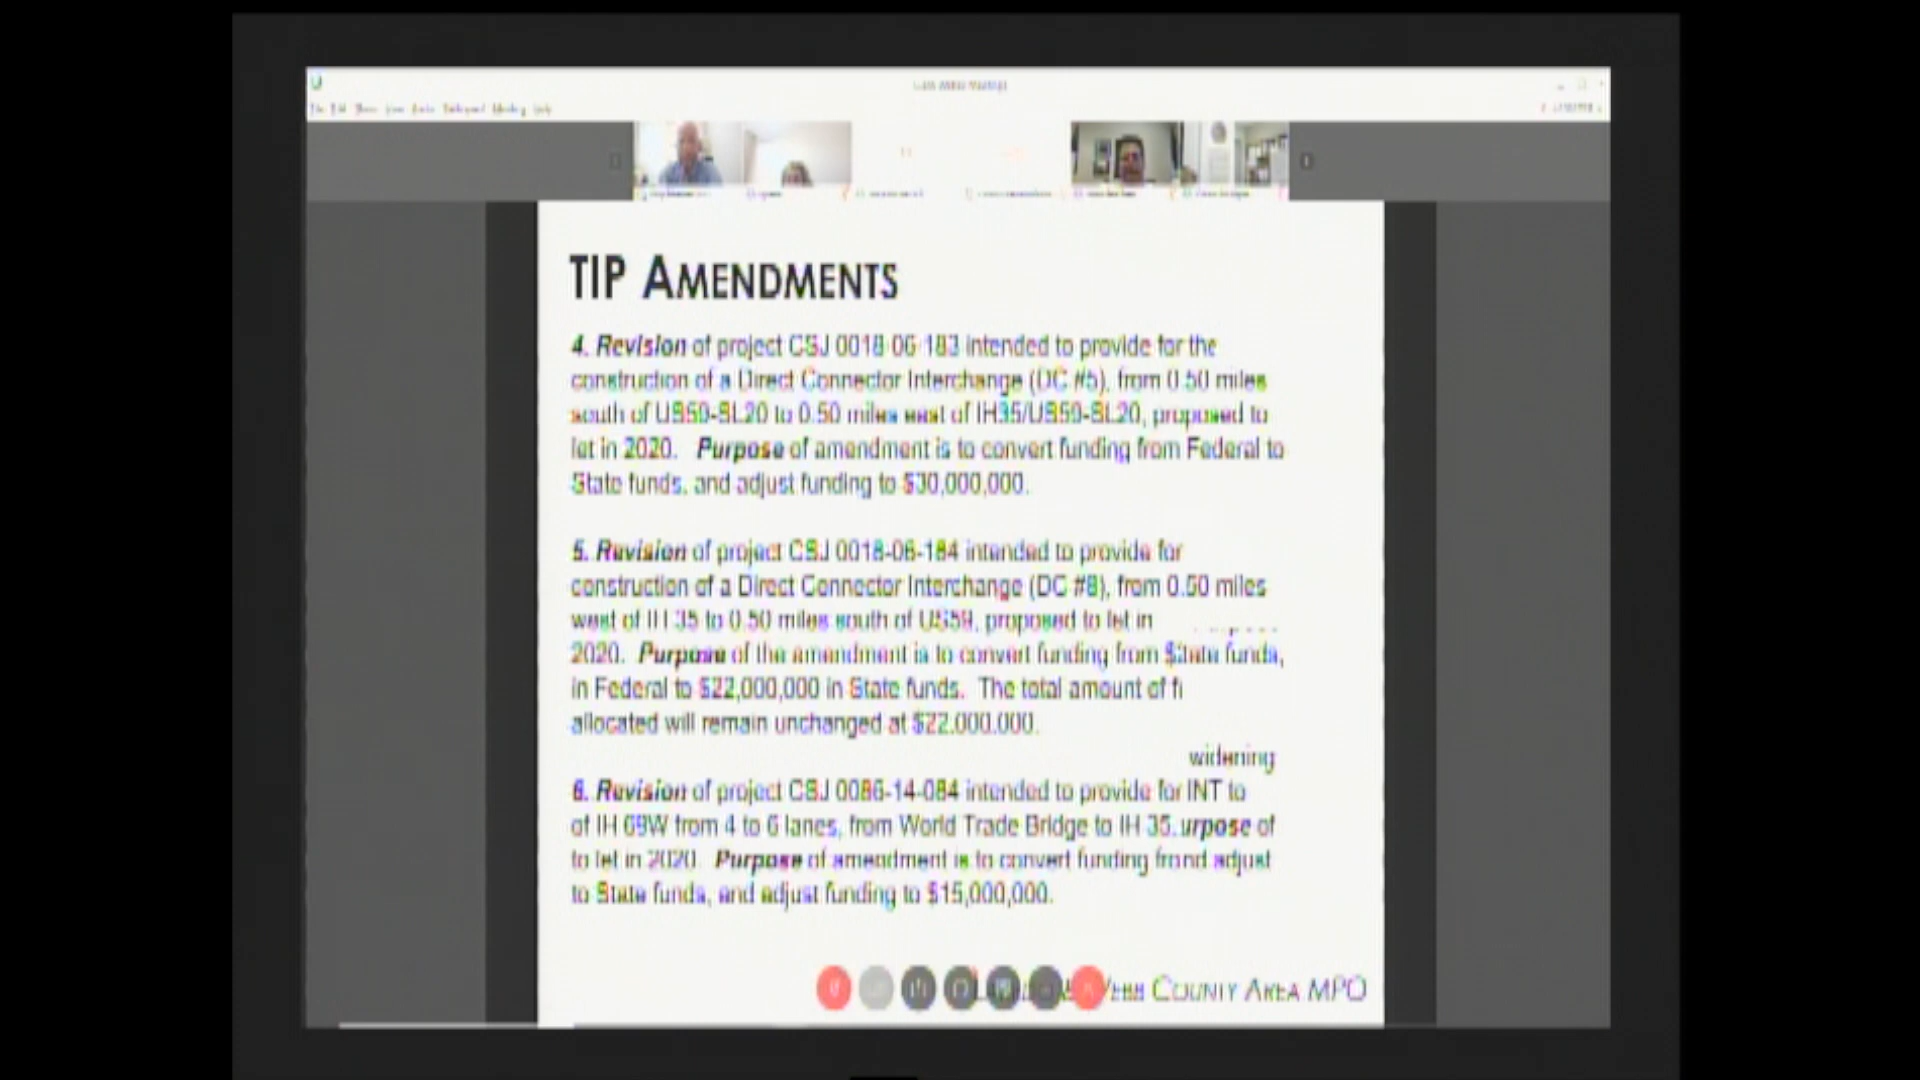 TIP AMENDMENTS
4. Revision of project CSJ 0018-06-183 intended to provide for the
construction of a Direct Connector Interchange (DC #5), from 0.50 miles
south of US59-SL20 to 0.50 miles east of IH35/US59-SL20, proposed to
let in 2020. Purpose of amendment is to convert funding from Federal to
State funds, and adjust funding to $30,000,000.
5. Revision of project CSJ 0018-06-184 intended to provide for
construction of a Direct Connector Interchange (DC #8), from 0.50 miles
west of IH 35 to 0.50 miles south of US59, proposed to let in
2020. Purpose of the amendment is to convert funding from State funds,
in Federal to $22,000,000 in State funds. The total amount of f
allocated will remain unchanged at $22,000,000.
widening
6. Revision of project CSJ 0086-14-084 intended to provide for INT to
of IH 69W from 4 to 6 lanes, from World Trade Bridge to IH 35. urpose of
to let in 2020. Purpose of amendment is to convert funding adjust
to State funds, and adjust funding to $15,000,000.
COUNTY AREA MPO